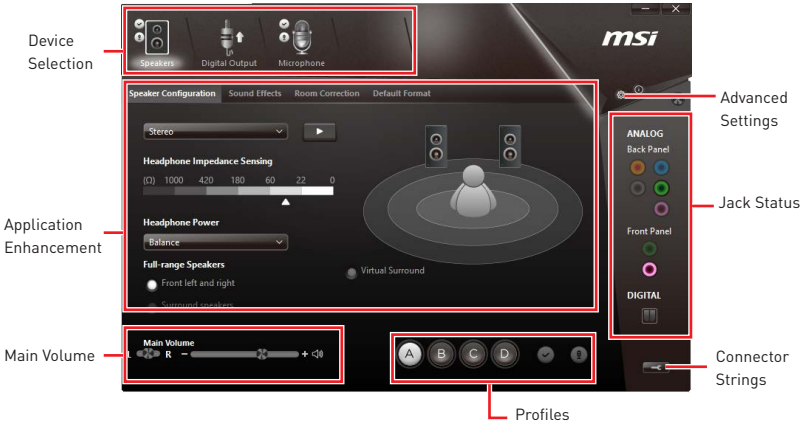 Device
Selection
Speakers
Digital Output
Microphone
msi
Speaker Configuration
Sound Effects
Room Correction
Default Format
Advanced
Settings
Stereo
Headphone Impedance Sensing
(Ω) 1000 420 180 60 22 0
Headphone Power
Balance
Full-range Speakers
Front left and right
Surround speakers
Virtual Surround
Application
Enhancement
ANALOG
Back Panel
Front Panel
DIGITAL
Jack Status
Main Volume
Main Volume
L R − +
A B C D
Connector
Strings
Profiles